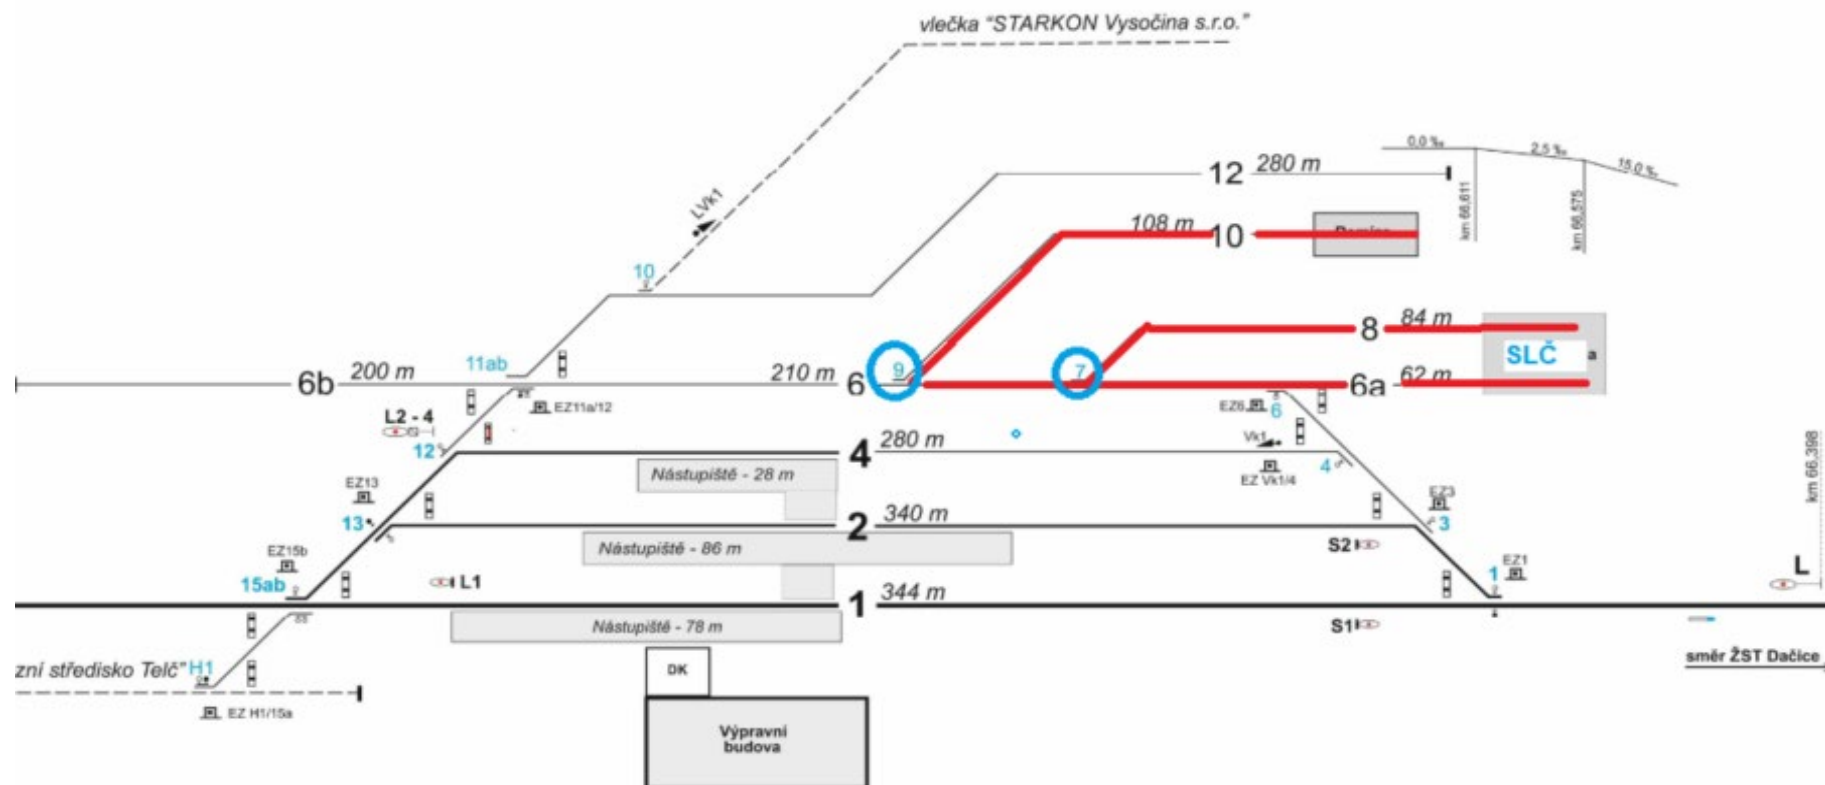 vlečka "STARKON Vysočina s.r.o."
0,0 ‰
2,5 ‰
15,0 ‰
12 280 m
LVk1
km 66,611
km 66,575
108 m
10
10
8 84 m
SLČ
a
11ab
6b 200 m
210 m 6
9
7
6a 62 m
EZ11a/12
EZ6
6
L2 - 4
12
4 280 m
Vk1
4
EZ Vk1/4
km 66,398
Nástupiště - 28 m
EZ13
13
EZ3
3
2 340 m
Nástupiště - 86 m
S2
EZ15b
15ab
L1
EZ1
1
L
1 344 m
Nástupiště - 78 m
S1
zní středisko Telč" H1
DK
směr ŽST Dačice
EZ H1/15a
Výpravní
budova